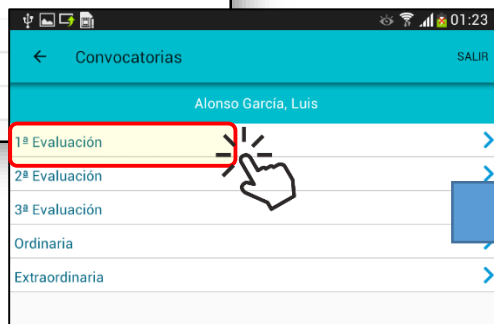 01:23
Convocatorias SALIR
Alonso García, Luis
1ª Evaluación
2ª Evaluación
3ª Evaluación
Ordinaria
Extraordinaria